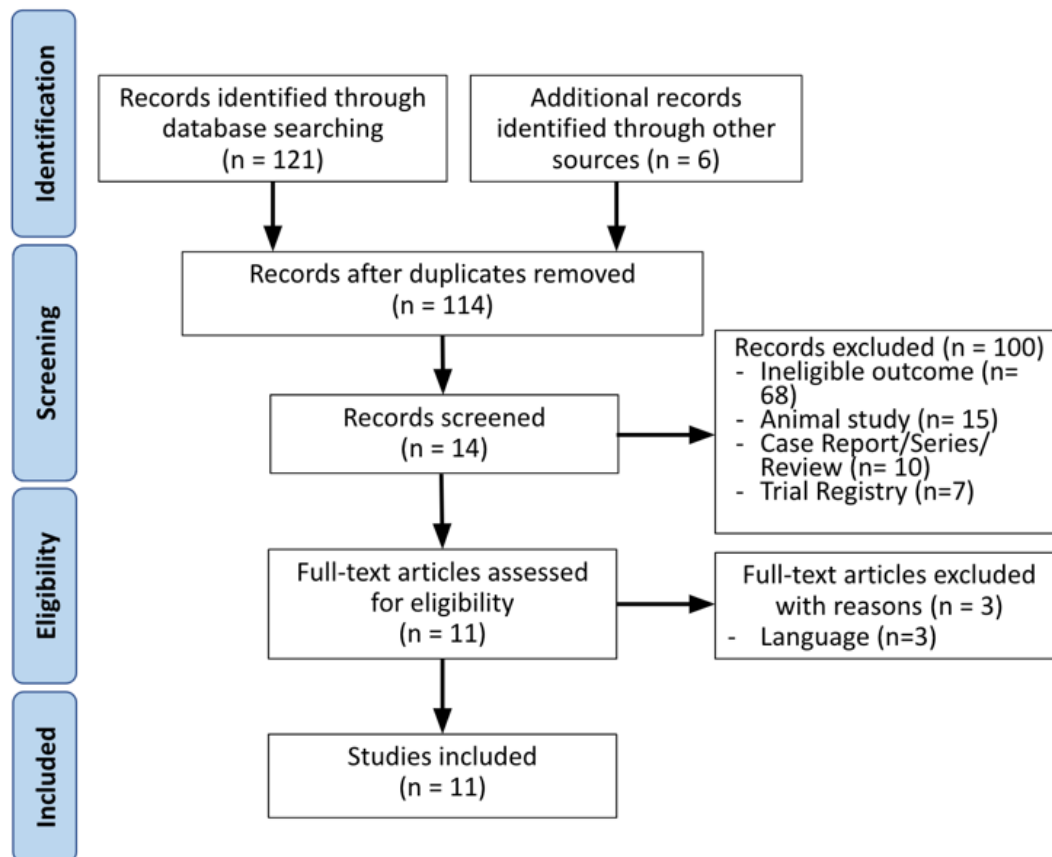 Identification
Records identified through
database searching
(n = 121)
Additional records
identified through other
sources (n = 6)
Screening
Records after duplicates removed
(n = 114)
Records screened
(n = 14)
Records excluded (n = 100)
- Ineligible outcome (n=
68)
- Animal study (n= 15)
- Case Report/Series/
Review (n= 10)
- Trial Registry (n=7)
Eligibility
Full-text articles assessed
for eligibility
(n = 11)
Full-text articles excluded
with reasons (n = 3)
- Language (n=3)
Included
Studies included
(n = 11)